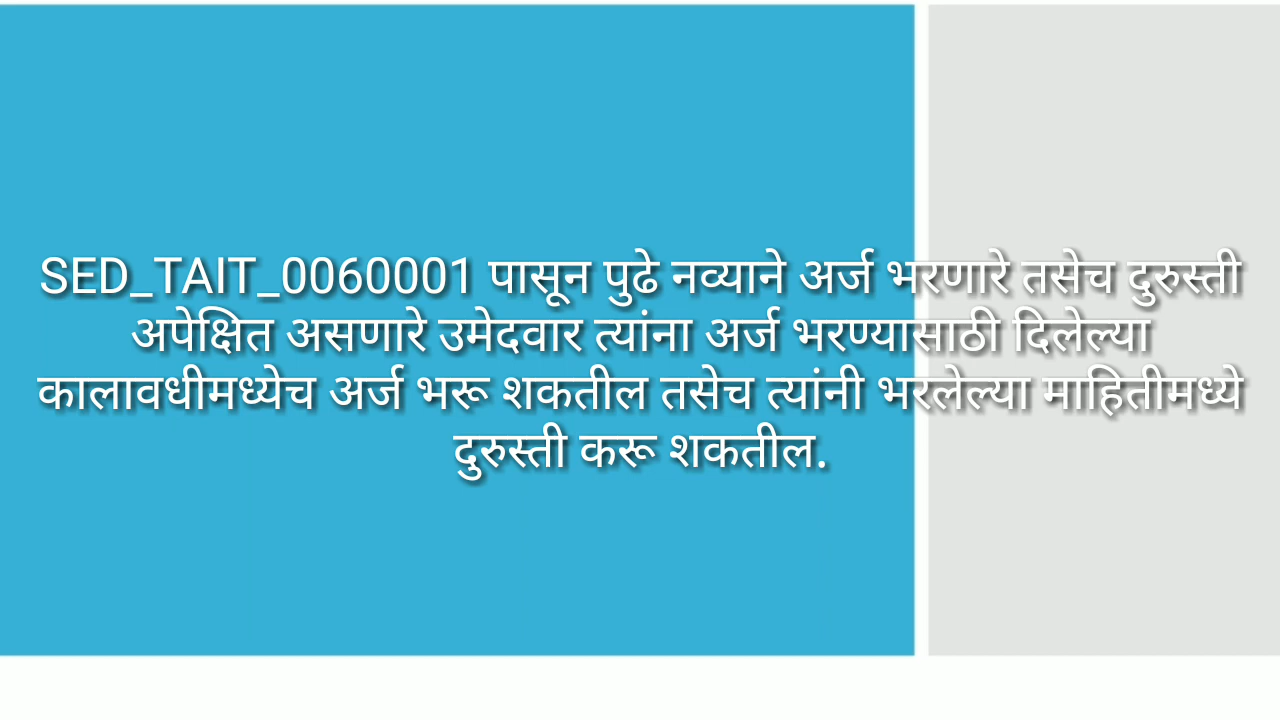 SED_TAIT_0060001 पासून पुढे नव्याने अर्ज भरणारे तसेच दुरुस्ती
अपेक्षित असणारे उमेदवार त्यांना अर्ज भरण्यासाठी दिलेल्या
कालावधीमध्येच अर्ज भरू शकतील तसेच त्यांनी भरलेल्या माहितीमध्ये
दुरुस्ती करू शकतील.